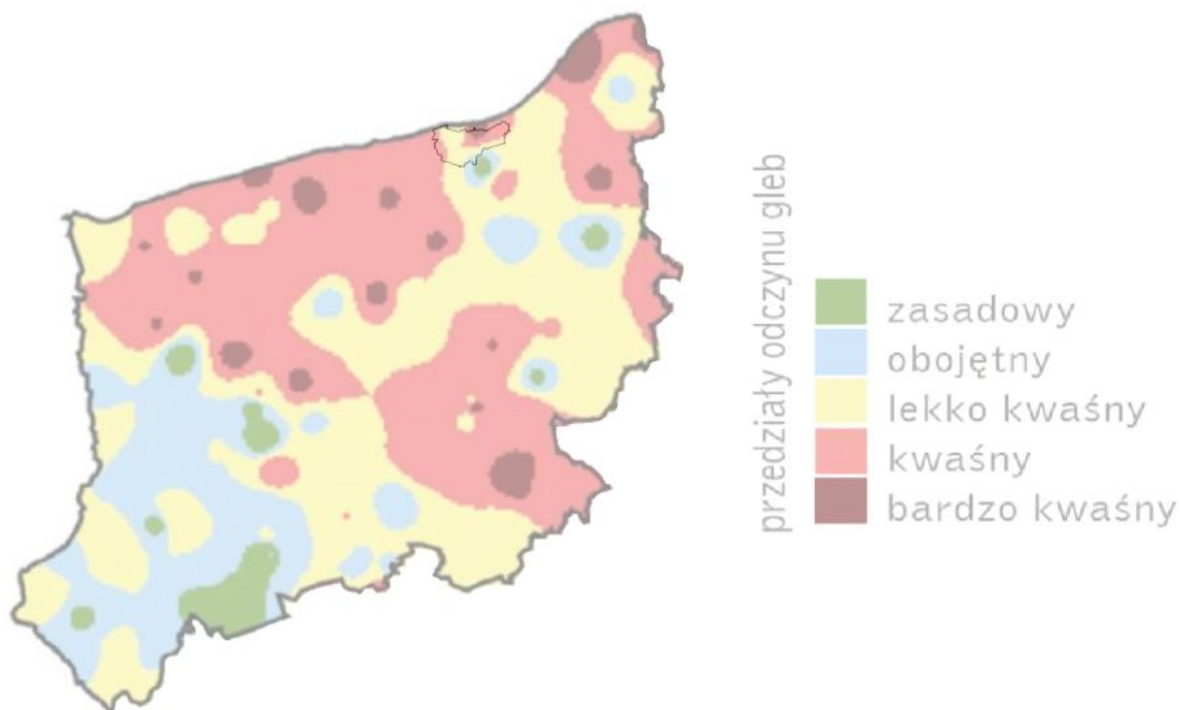 przedziały odczynu gleb
zasadowy
obojętny
lekko kwaśny
kwaśny
bardzo kwaśny